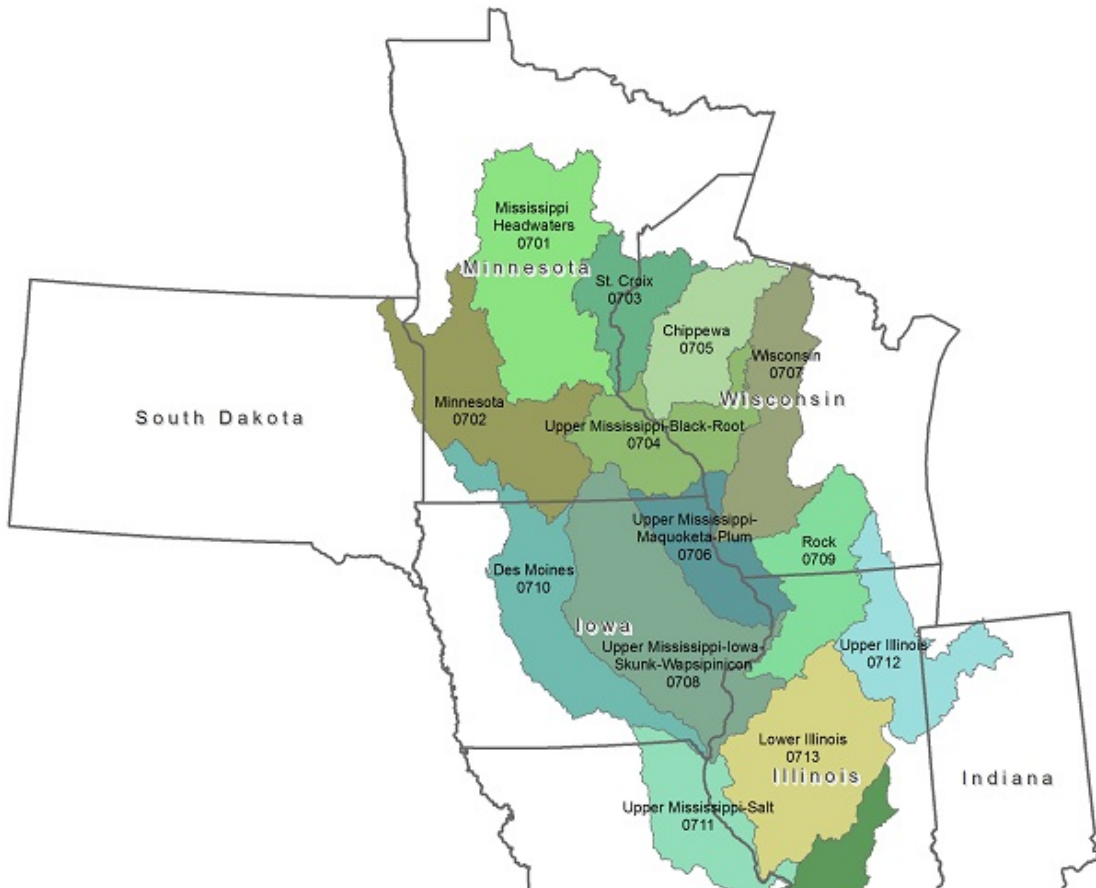 Mississippi
Headwaters
0701
Minnesota
St. Croix
0703
Chippewa
0705
Wisconsin
0707
Wisconsin
South Dakota
Minnesota
0702
Upper Mississippi-Black-Root
0704
Upper Mississippi-
Maquoketa-Plum
0706
Rock
0709
Des Moines
0710
Iowa
Upper Mississippi-Iowa-
Skunk-Wapsipinicon
0708
Upper Illinois
0712
Lower Illinois
0713
Illinois
Indiana
Upper Mississippi-Salt
0711